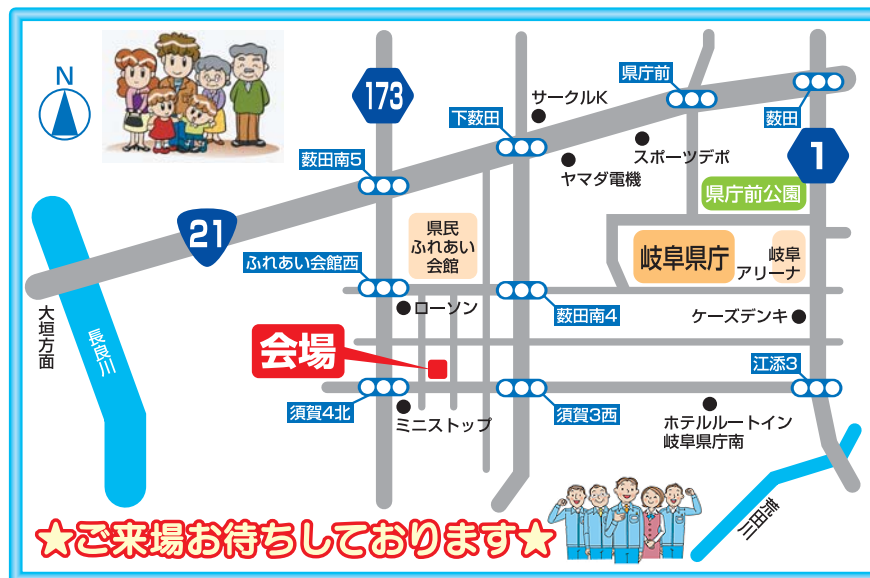 N
173
県庁前
サークルK
下薮田
薮田
薮田南5
スポーツデポ
ヤマダ電機
1
県庁前公園
21
県民
ふれあい
会館
岐阜県庁
岐阜
アリーナ
ふれあい会館西
ローソン
薮田南4
ケーズデンキ
大垣方面
長良川
会場
江添3
須賀4北
ミニストップ
須賀3西
ホテルルートイン
岐阜県庁南
荒田川
★ご来場お待ちしております★